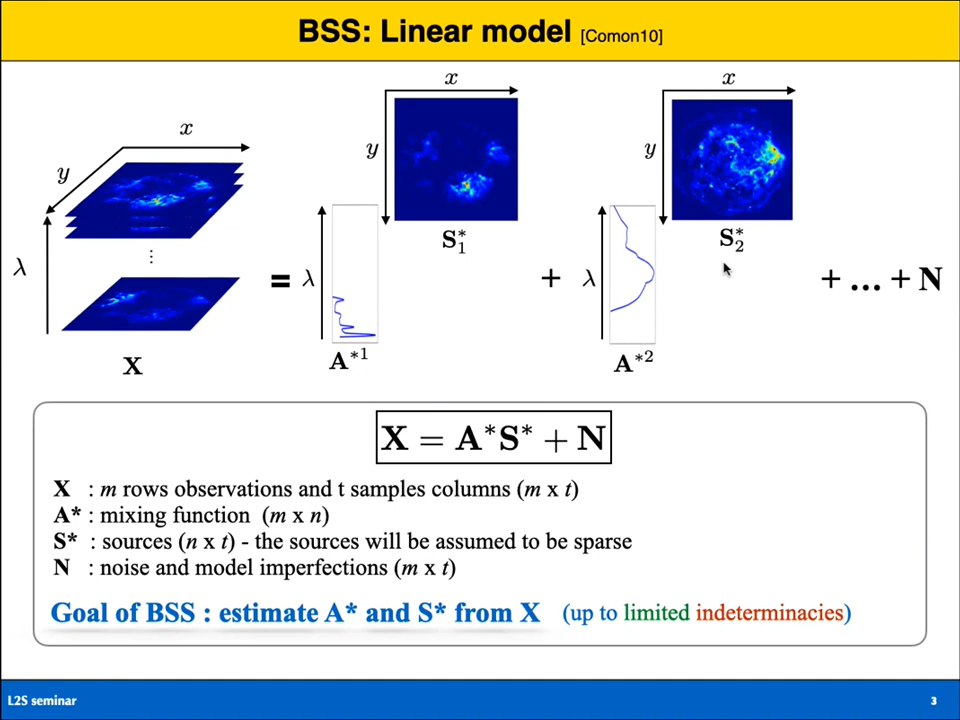 BSS: Linear model [Comon10]
x
y
λ
⋮
X
=
λ
A*1
x
y
S*1
+
λ
A*2
x
y
S*2
+ ... + N
X = A*S* + N
X : m rows observations and t samples columns (m x t)
A* : mixing function (m x n)
S* : sources (n x t) - the sources will be assumed to be sparse
N : noise and model imperfections (m x t)
Goal of BSS : estimate A* and S* from X (up to limited indeterminacies)
L2S seminar
3